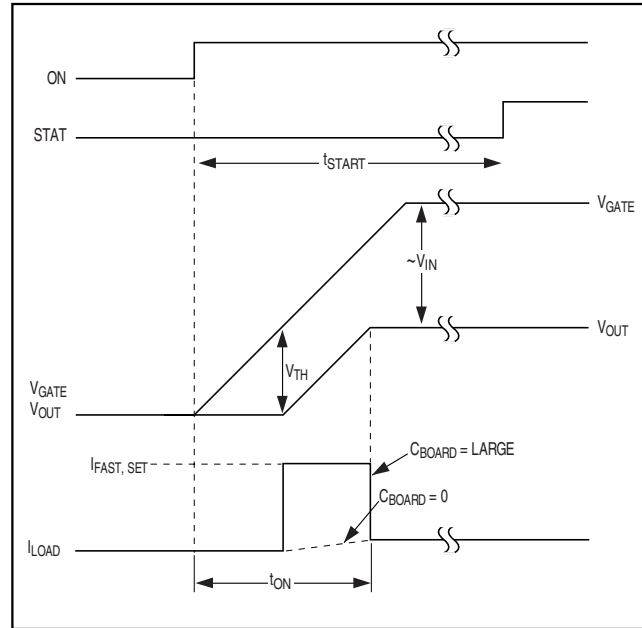 ON
STAT
tSTART
VGATE
~VIN
VOUT
VTH
VGATE
VOUT
IFAST, SET
CBOARD = LARGE
CBOARD = 0
ILOAD
tON